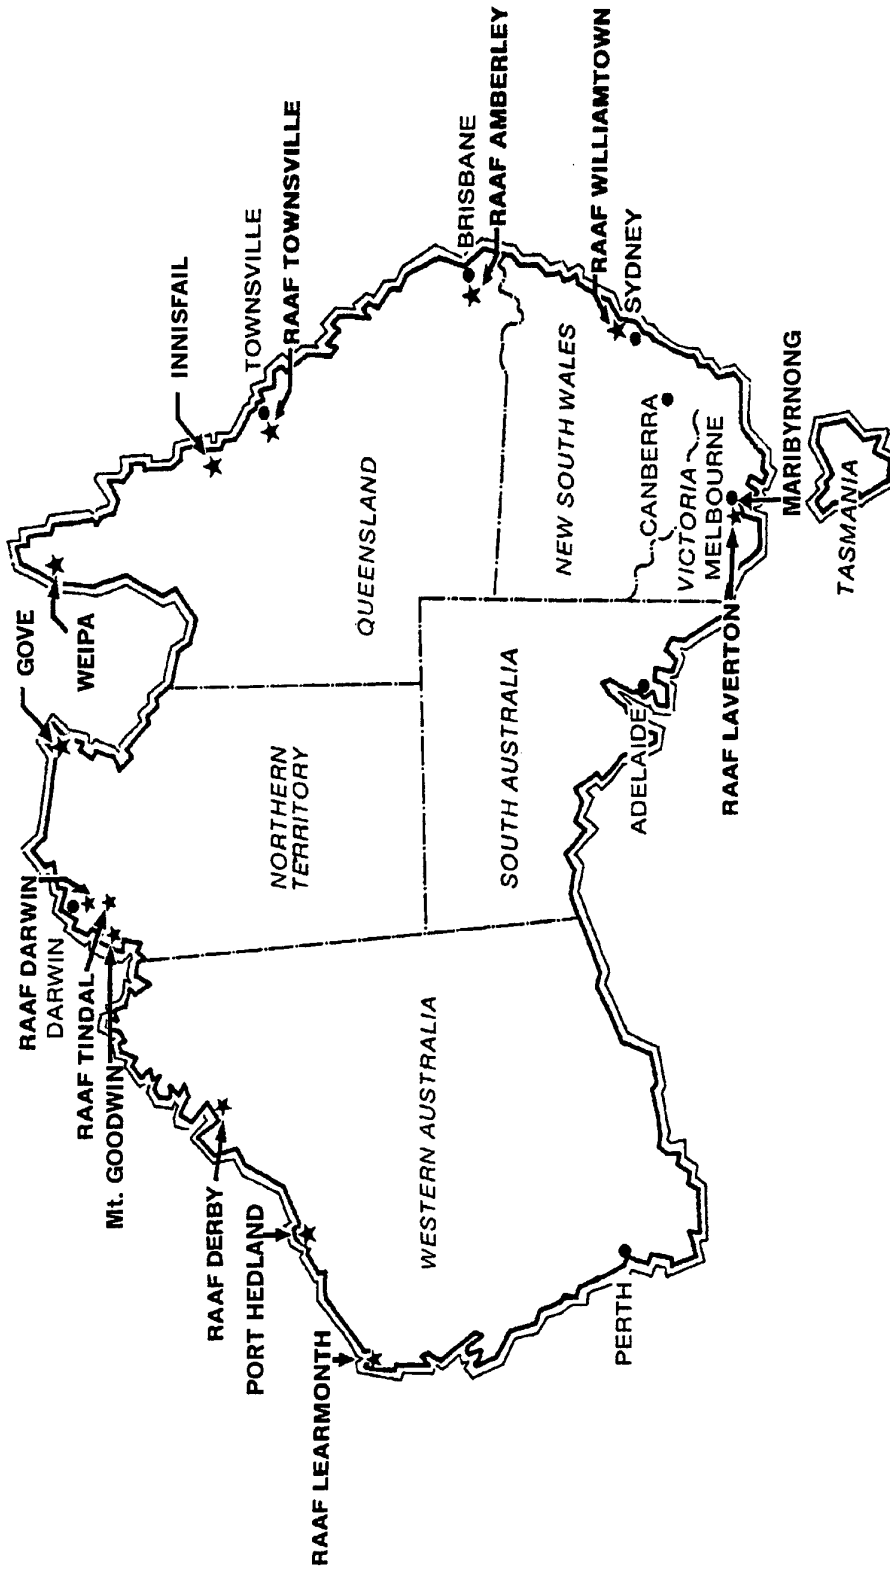 GOVE
WEIPA
INNISFAIL
TOWNSVILLE
RAAF TOWNSVILLE
RAAF DARWIN
DARWIN
RAAF TINDAL
Mt. GOODWIN
RAAF DERBY
PORT HEDLAND
RAAF LEARMONTH
NORTHERN
TERRITORY
QUEENSLAND
WESTERN AUSTRALIA
SOUTH AUSTRALIA
BRISBANE
RAAF AMBERLEY
NEW SOUTH WALES
RAAF WILLIAMTOWN
SYDNEY
PERTH
ADELAIDE
CANBERRA
VICTORIA
MELBOURNE
RAAF LAVERTON
MARIBYRNONG
TASMANIA